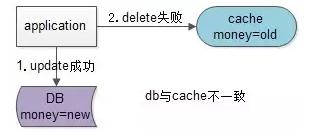 application
2.delete失败
cache
money=old
1.update成功
DB
money=new
db与cache不一致